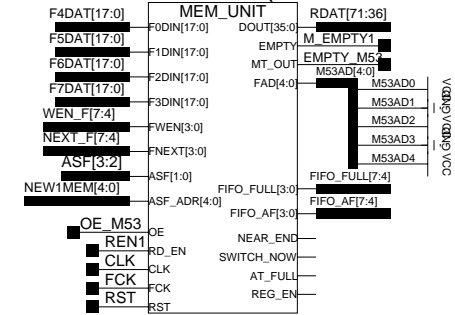 MEM_UNIT
F4DAT[17:0]
F0DIN[17:0]
F5DAT[17:0]
F1DIN[17:0]
F6DAT[17:0]
F2DIN[17:0]
F7DAT[17:0]
F3DIN[17:0]
WEN_F[7:4]
FWEN[3:0]
NEXT_F[7:4]
FNEXT[3:0]
ASF[3:2]
ASF[1:0]
NEW1MEM[4:0]
ASF_ADR[4:0]
OE_M53
OE
REN1
RD_EN
CLK
CLK
FCK
FCK
RST
RST
RDAT[71:36]
DOUT[35:0]
M_EMPTY1
EMPTY
EMPTY_M53
MT_OUT
M53AD[4:0]
FAD[4:0]
M53AD0
M53AD1
M53AD2
M53AD3
M53AD4
VCC
FIFO_FULL[7:4]
FIFO_FULL[3:0]
FIFO_AF[7:4]
FIFO_AF[3:0]
NEAR_END
SWITCH_NOW
AT_FULL
REG_EN